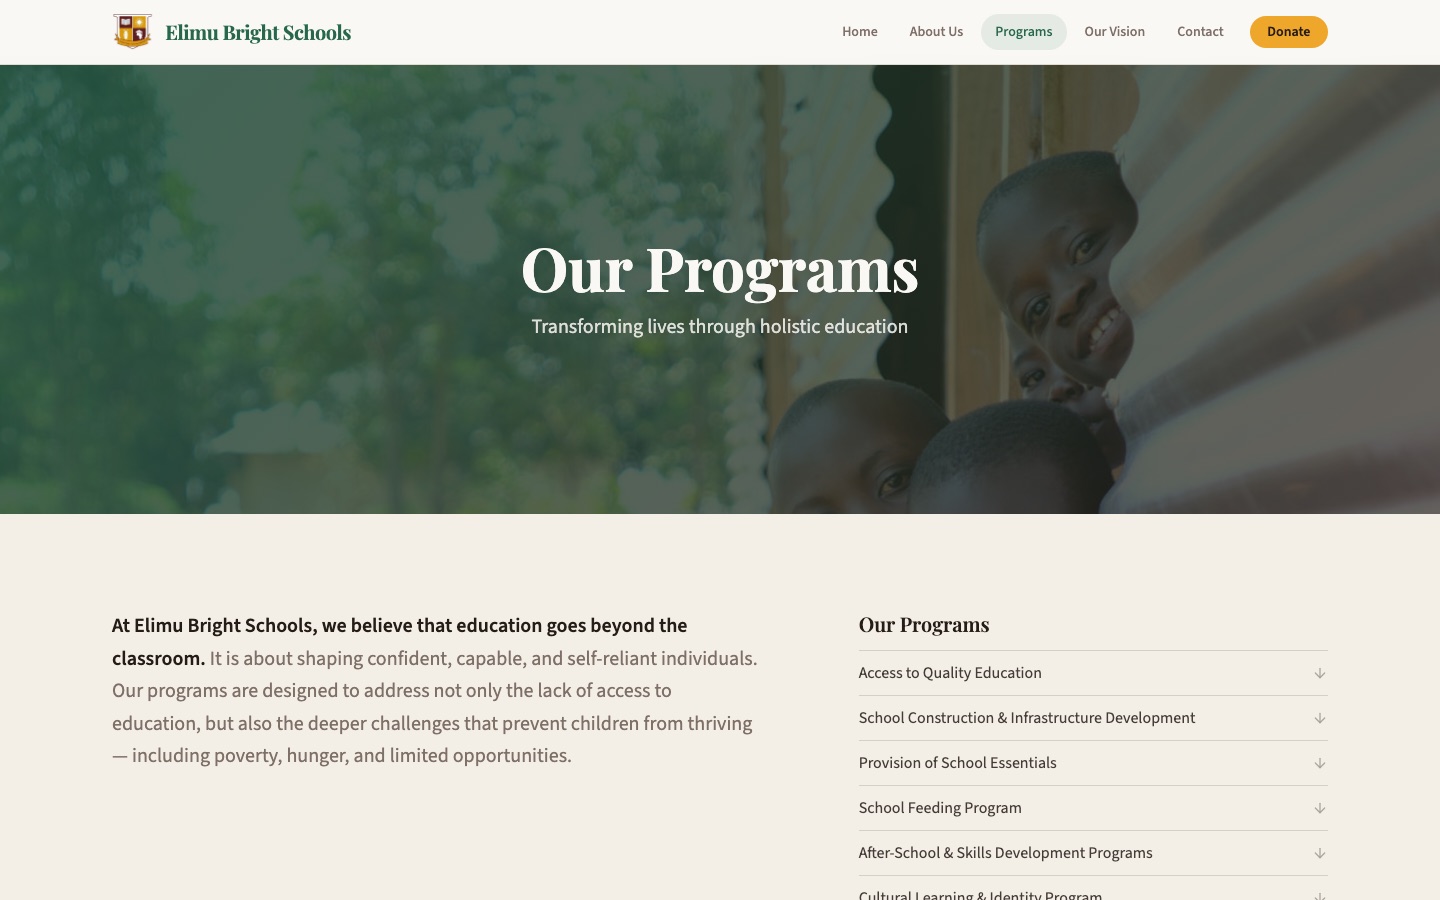 Elimu Bright Schools
Home
About Us
Programs
Our Vision
Contact
Donate
Our Programs
Transforming lives through holistic education
At Elimu Bright Schools, we believe that education goes beyond the
classroom. It is about shaping confident, capable, and self-reliant individuals.
Our programs are designed to address not only the lack of access to
education, but also the deeper challenges that prevent children from thriving
— including poverty, hunger, and limited opportunities.
Our Programs
Access to Quality Education
School Construction & Infrastructure Development
Provision of School Essentials
School Feeding Program
After-School & Skills Development Programs
Cultural Learning & Identity Program